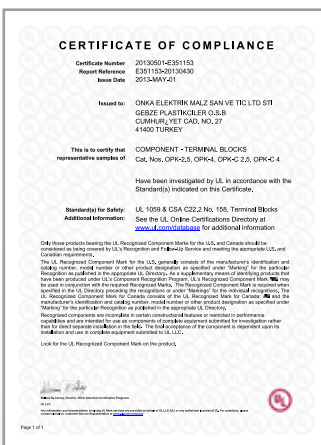 CERTIFICATE OF COMPLIANCE
Certificate Number 20130501-E351153
Report Reference E351153-20130430
Issue Date 2013-MAY-01
Issued to: ONKA ELEKTRIK MALZ SAN VE TIC LTD STI
GEBZE PLASTIKCILER O.S.B
CUMHUR¿YET CAD. NO. 27
41400 TURKEY
This is to certify that COMPONENT - TERMINAL BLOCKS
representative samples of Cat, Nos, OPK-2,5, OPK-4, OPK-C 2,5, OPK-C 4
Have been investigated by UL in accordance with the
Standard(s) indicated on this Certificate.
Standard(s) for Safety: UL 1059 & CSA C22.2 No. 158, Terminal Blocks
Additional Information: See the UL Online Certifications Directory at
www.ul.com/database for additional information
Only those products bearing the UL Recognized Component Marks for the U.S. and Canada should be
considered as being covered by UL's Recognition and Follow-Up Service and meeting the appropriate U.S. and
Canadian requirements.
The UL Recognized Component Mark for the U.S. generally consists of the manufacturer's identification and
catalog number, model number or other product designation as specified under "Marking" for the particular
Recognition as published in the appropriate UL Directory. As a supplementary means of identifying products that
have been produced under UL's Component Recognition Program, UL's Recognized Component Mark: may
be used in conjunction with the required Recognized Marks. The Recognized Component Mark is required when
specified in the UL Directory preceding the recognitions or under "Markings" for the individual recognitions. The
UL Recognized Component Mark for Canada consists of the UL Recognized Mark for Canada: and the
manufacturer's identification and catalog number, model number or other product designation as specified under
"Marking" for the particular Recognition as published in the appropriate UL Directory.
Recognized components are incomplete in certain constructional features or restricted in performance
capabilities and are intended for use as components of complete equipment submitted for investigation rather
than for direct separate installation in the field. The final acceptance of the component is dependent upon its
installation and use in complete equipment submitted to UL LLC.
Look for the UL Recognized Component Mark on the product.
UL LLC
UL
Page 1 of 1